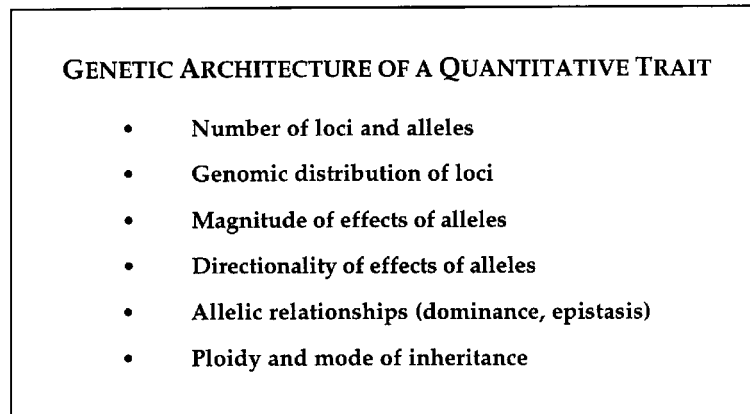 GENETIC ARCHITECTURE OF A QUANTITATIVE TRAIT
• Number of loci and alleles
• Genomic distribution of loci
• Magnitude of effects of alleles
• Directionality of effects of alleles
• Allelic relationships (dominance, epistasis)
• Ploidy and mode of inheritance